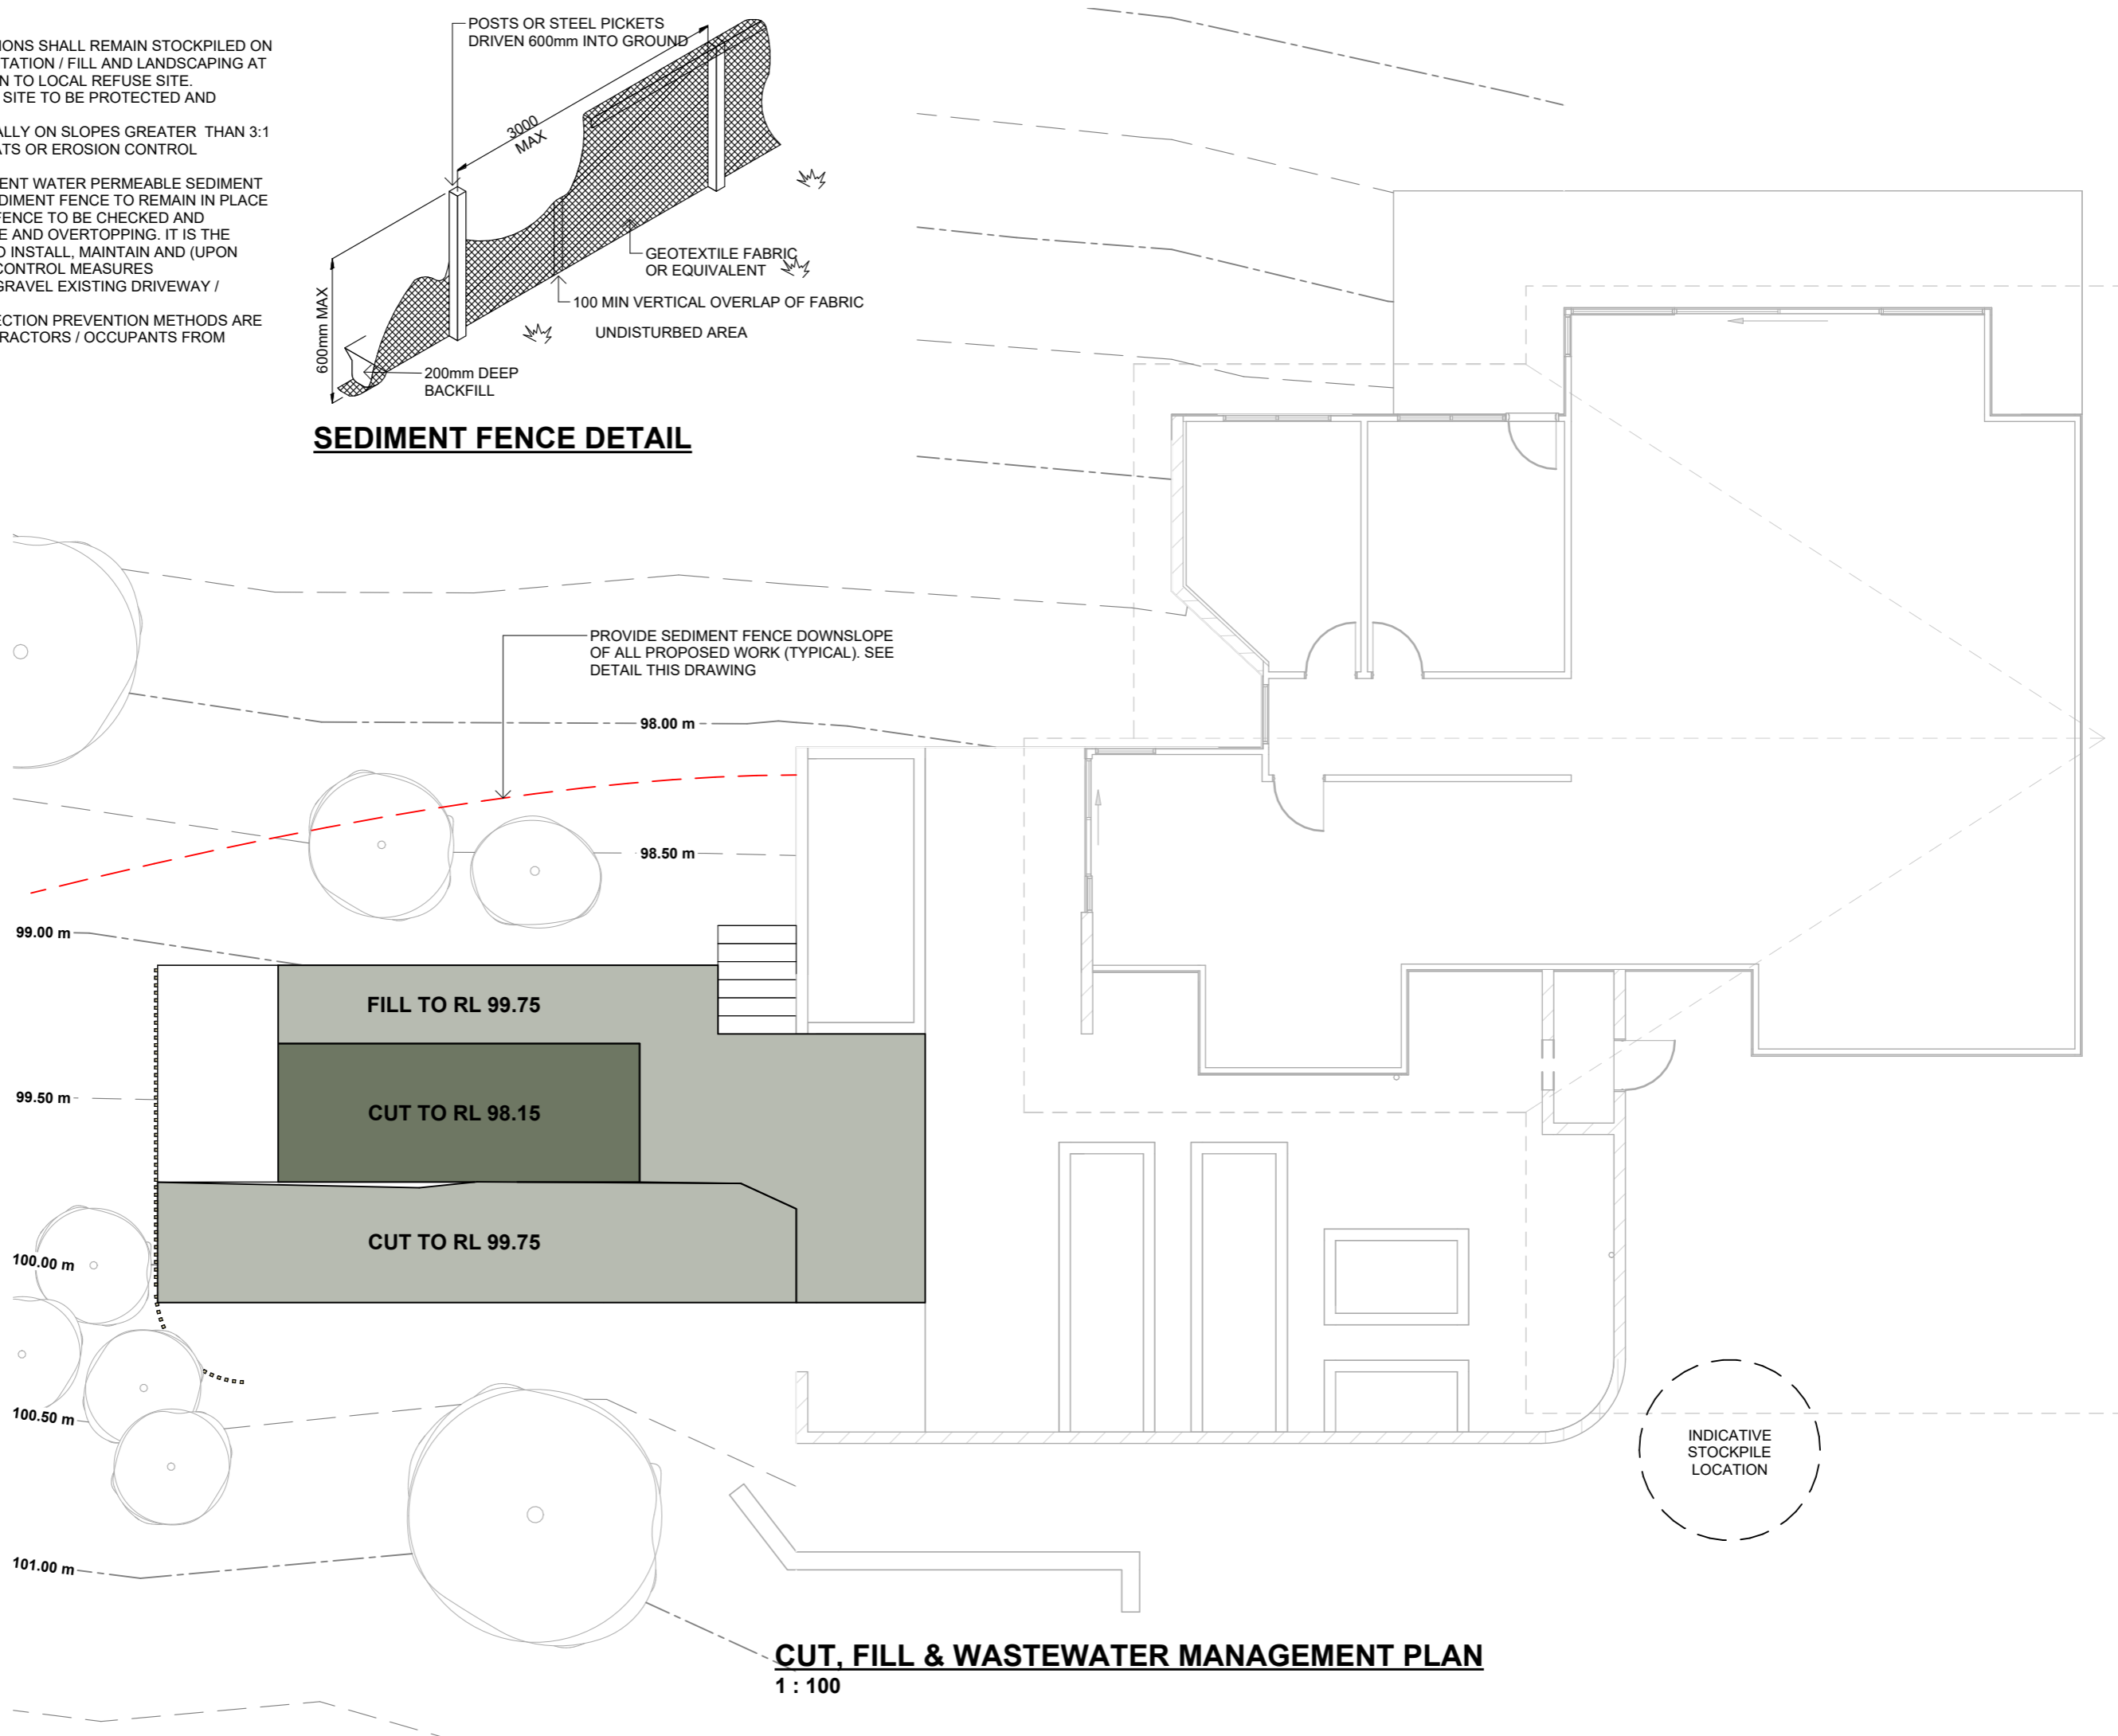 IONS SHALL REMAIN STOCKPILED ON
TATION / FILL AND LANDSCAPING AT
N TO LOCAL REFUSE SITE.
SITE TO BE PROTECTED AND
ALLY ON SLOPES GREATER THAN 3:1
ATS OR EROSION CONTROL
ENT WATER PERMEABLE SEDIMENT
DIMENT FENCE TO REMAIN IN PLACE
FENCE TO BE CHECKED AND
E AND OVERTOPPING. IT IS THE
O INSTALL, MAINTAIN AND (UPON
CONTROL MEASURES
GRAVEL EXISTING DRIVEWAY /
ECTION PREVENTION METHODS ARE
RACTORS / OCCUPANTS FROM
POSTS OR STEEL PICKETS
DRIVEN 600mm INTO GROUND
3000
MAX
600mm MAX
GEOTEXTILE FABRIC
OR EQUIVALENT
100 MIN VERTICAL OVERLAP OF FABRIC
UNDISTURBED AREA
200mm DEEP
BACKFILL
SEDIMENT FENCE DETAIL
PROVIDE SEDIMENT FENCE DOWNSLOPE
OF ALL PROPOSED WORK (TYPICAL). SEE
DETAIL THIS DRAWING
98.00 m
98.50 m
99.00 m
FILL TO RL 99.75
99.50 m
CUT TO RL 98.15
CUT TO RL 99.75
100.00 m
100.50 m
INDICATIVE
STOCKPILE
LOCATION
101.00 m
CUT, FILL & WASTEWATER MANAGEMENT PLAN
1 : 100